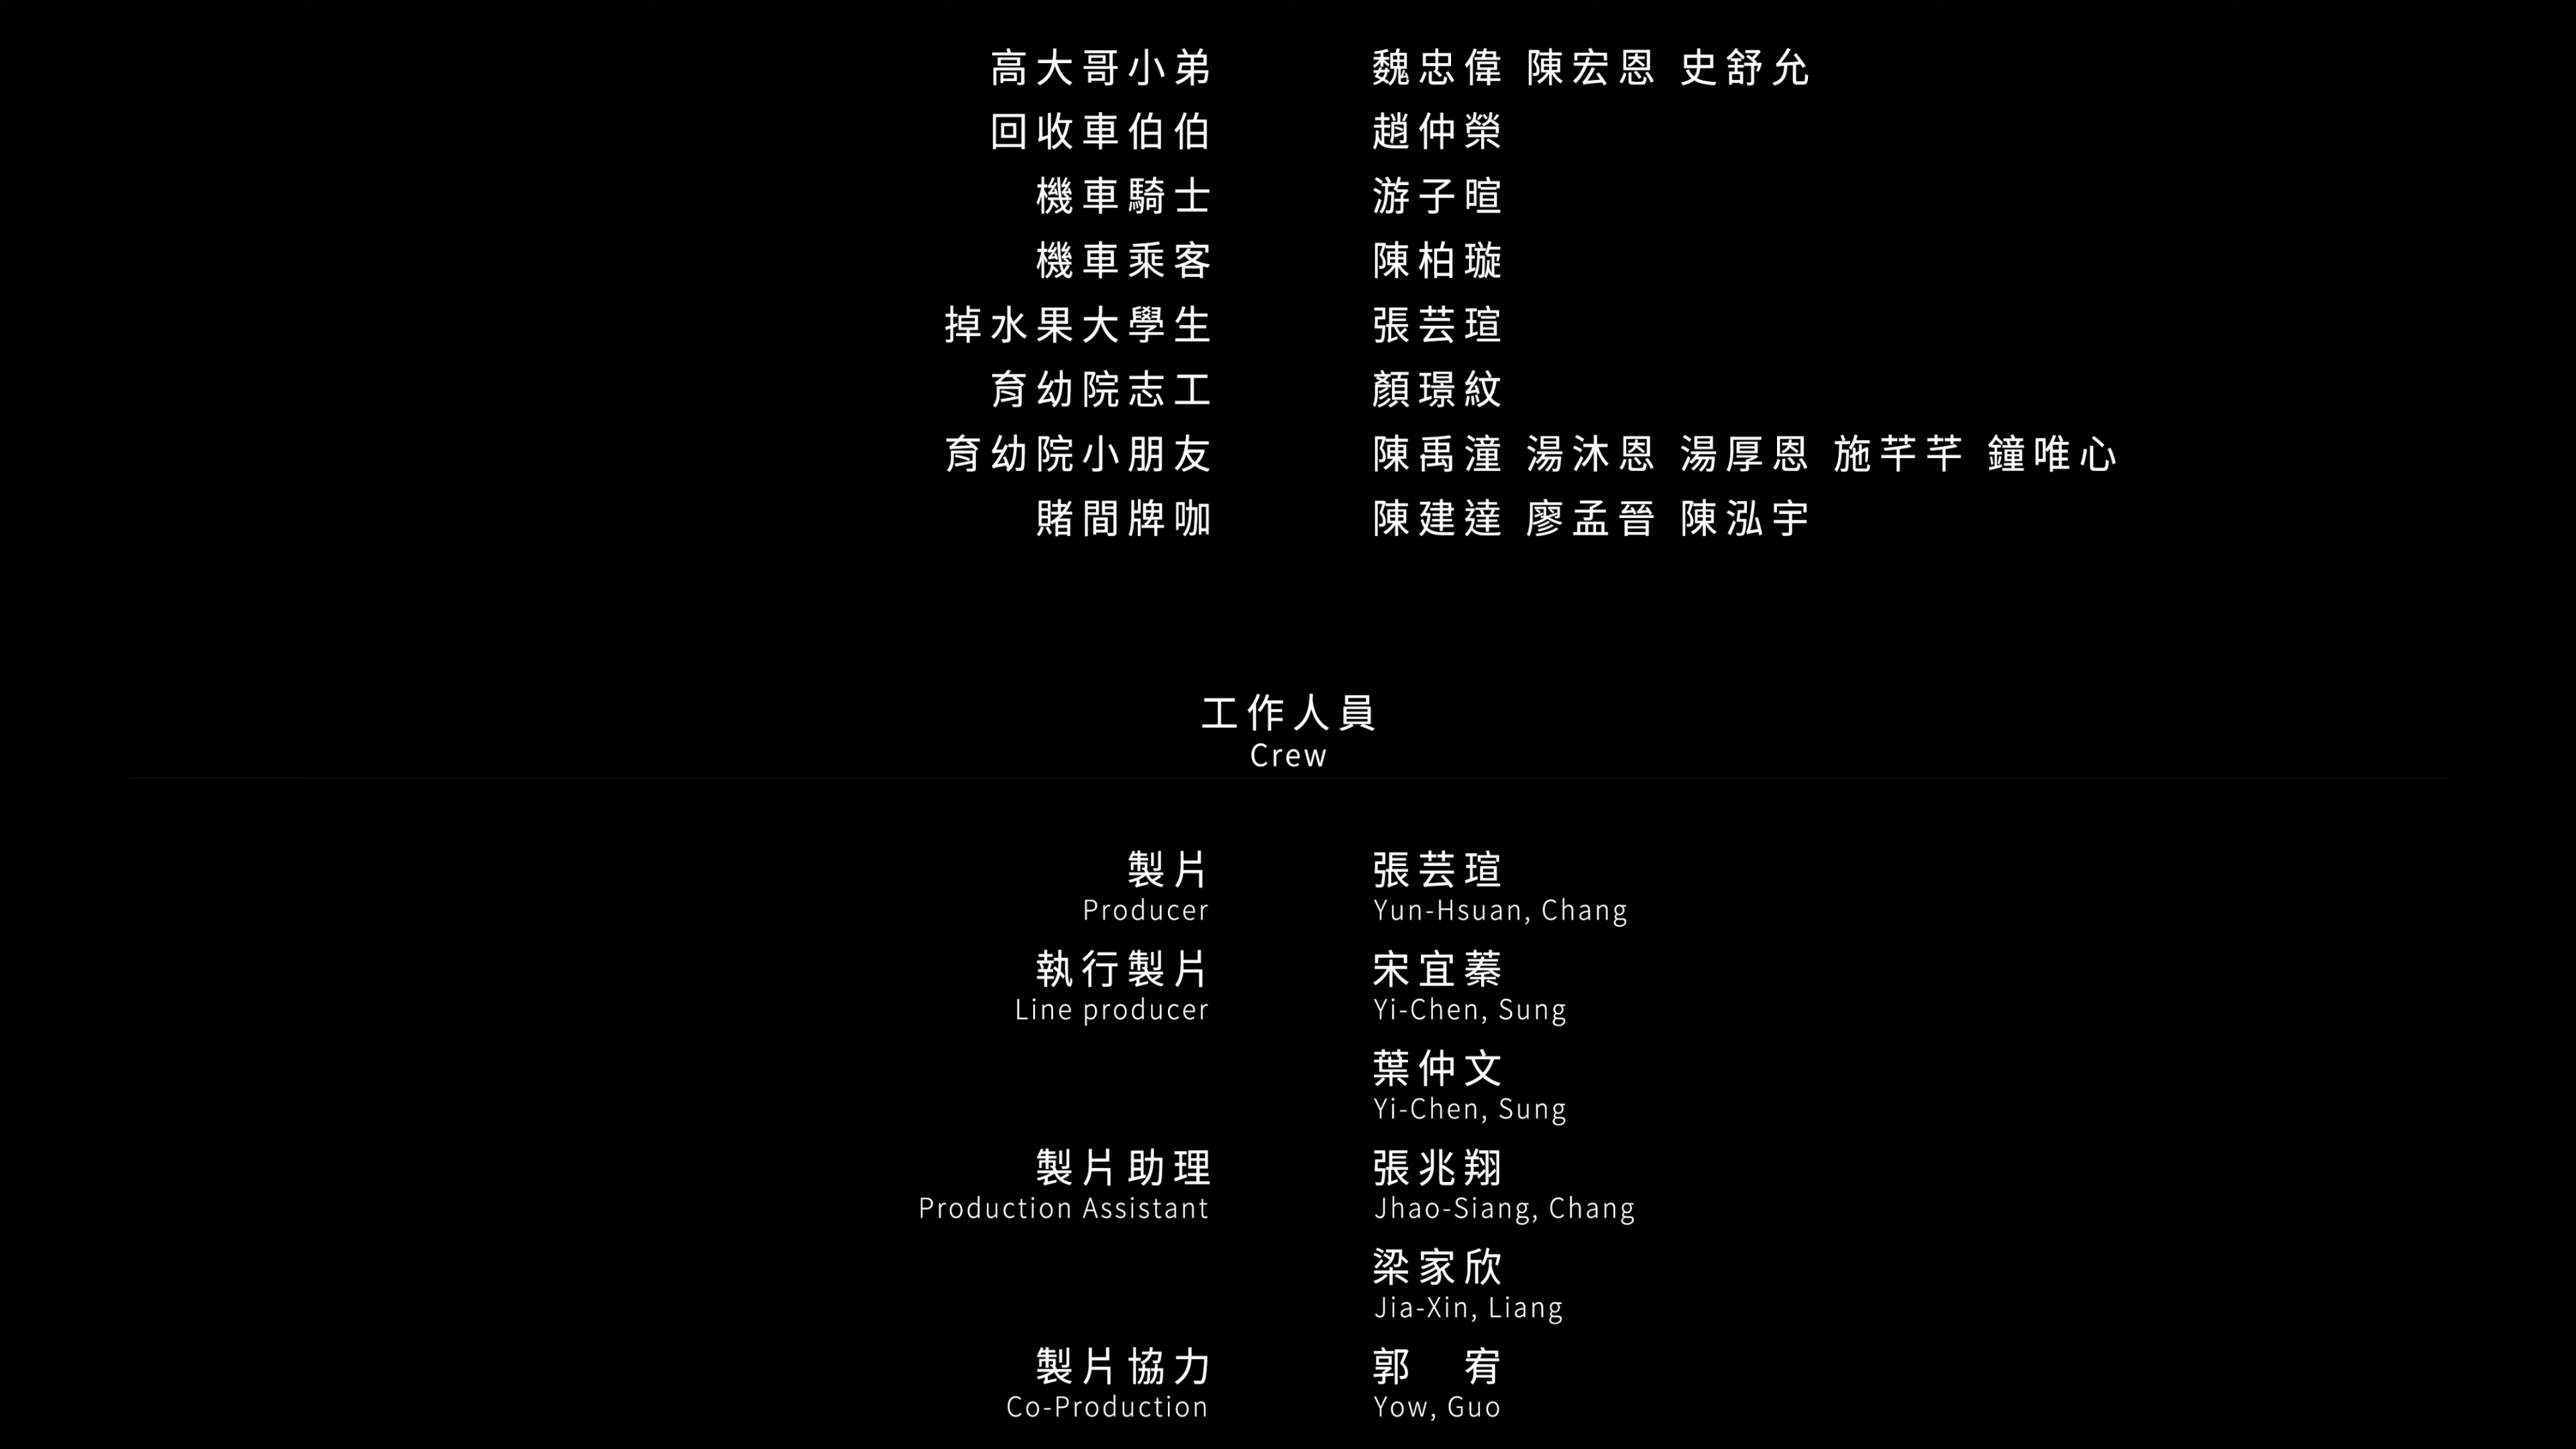 高大哥小弟 魏忠偉 陳宏恩 史舒允
回收車伯伯 趙仲榮
機車騎士 游子暄
機車乘客 陳柏璇
掉水果大學生 張芸瑄
育幼院志工 顏璟紋
育幼院小朋友 陳禹潼 湯沐恩 湯厚恩 施芊芊 鐘唯心
賭間牌咖 陳建達 廖孟晉 陳泓宇
工作人員
Crew
製片 張芸瑄
Producer Yun-Hsuan, Chang
執行製片 宋宜蓁
Line producer Yi-Chen, Sung
葉仲文
Yi-Chen, Sung
製片助理 張兆翔
Production Assistant Jhao-Siang, Chang
梁家欣
Jia-Xin, Liang
製片協力 郭　宥
Co-Production Yow, Guo